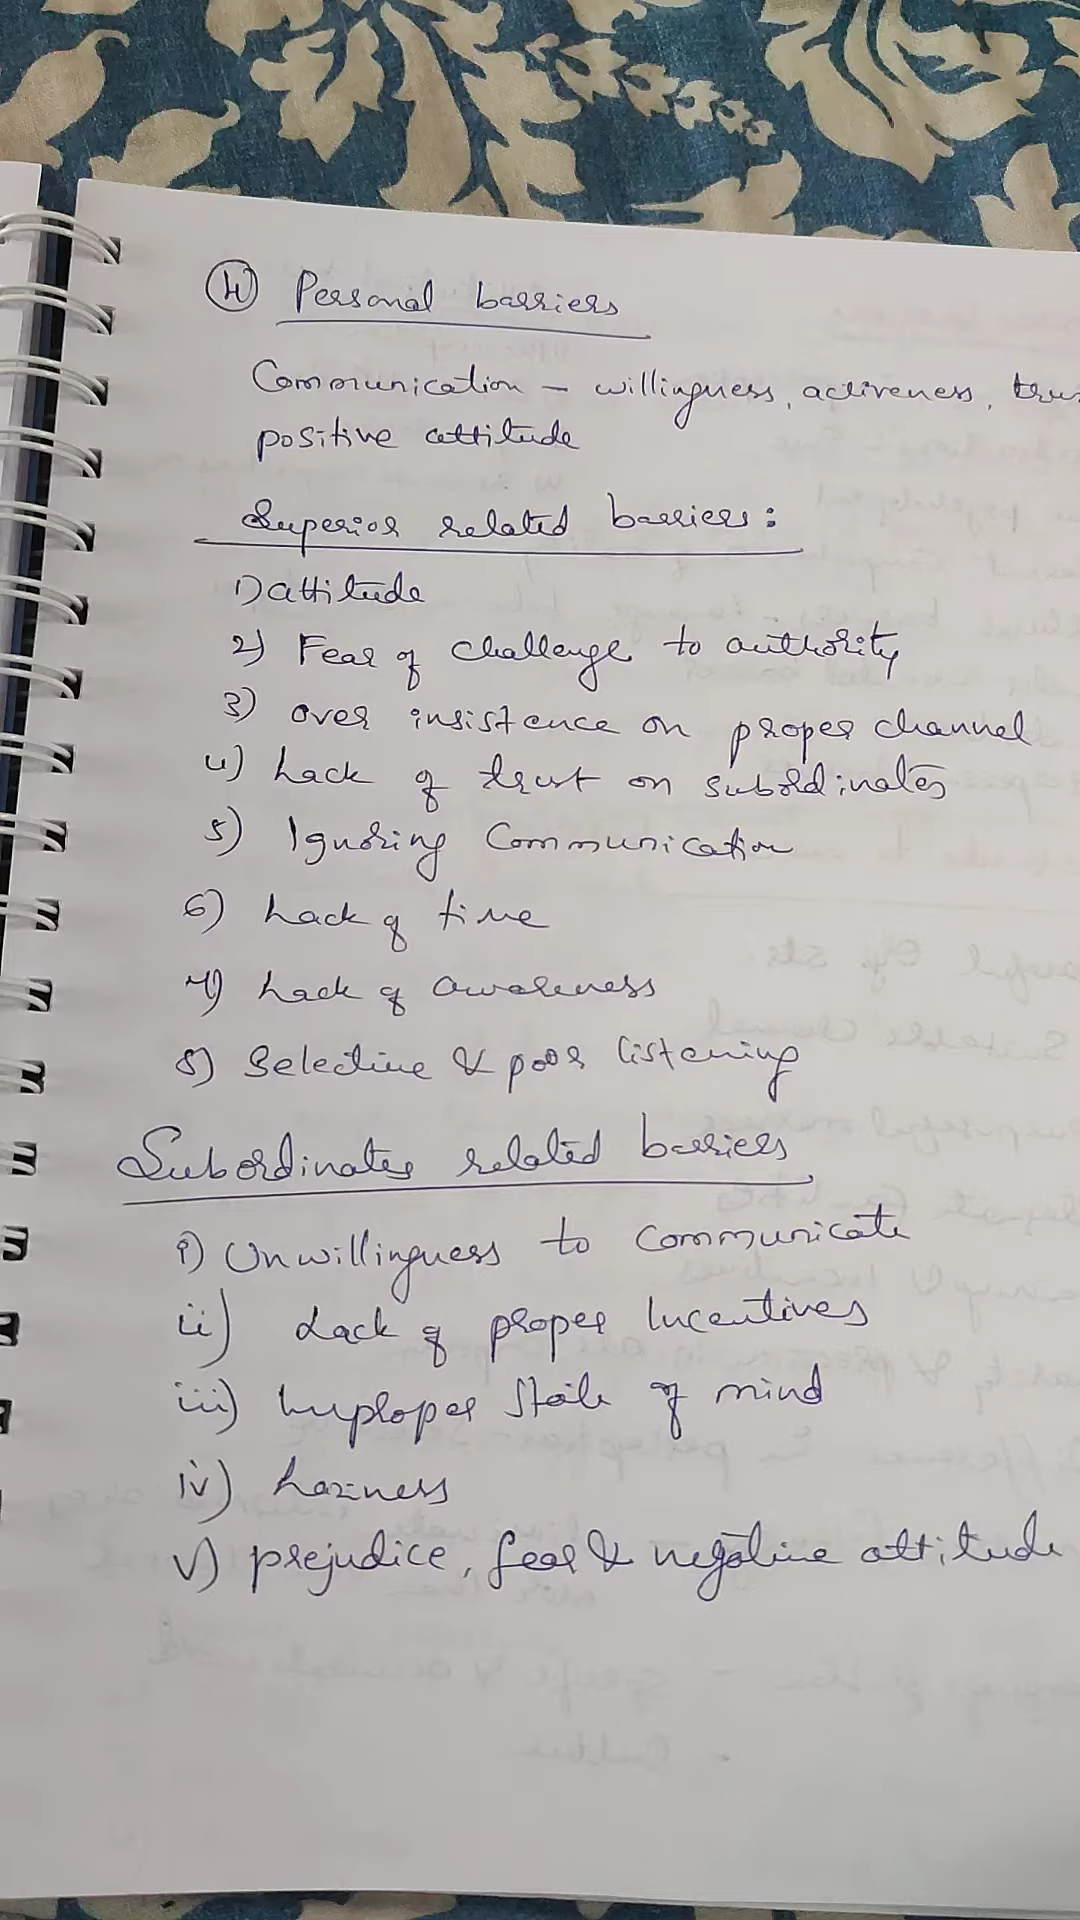 ④ Personal barriers
Communication - willingness, activeness,
positive attitude
Superior related barriers:
1) attitude
2) Fear of challenge to authority
3) over insistence on proper channel
4) Lack of trust on subordinates
5) Ignoring Communication
6) Lack of time
7) Lack of awareness
8) Selective & poor listening
Subordinates related barriers
i) Unwillingness to communicate
ii) Lack of proper Incentives
iii) Improper State of mind
iv) Laziness
v) prejudice, fear & negative attitude